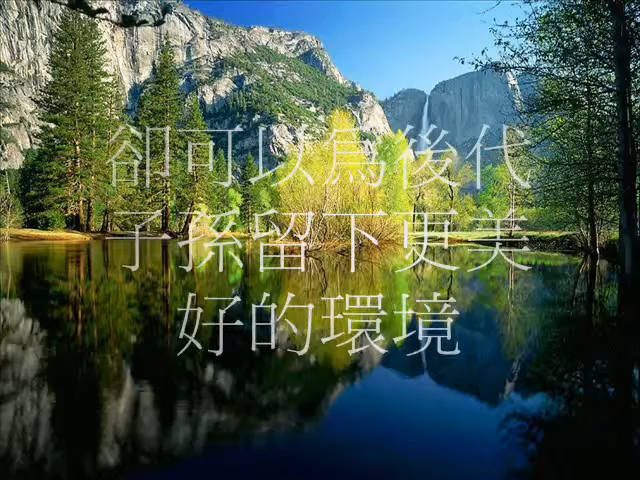 卻可以為後代
子孫留下更美
好的環境